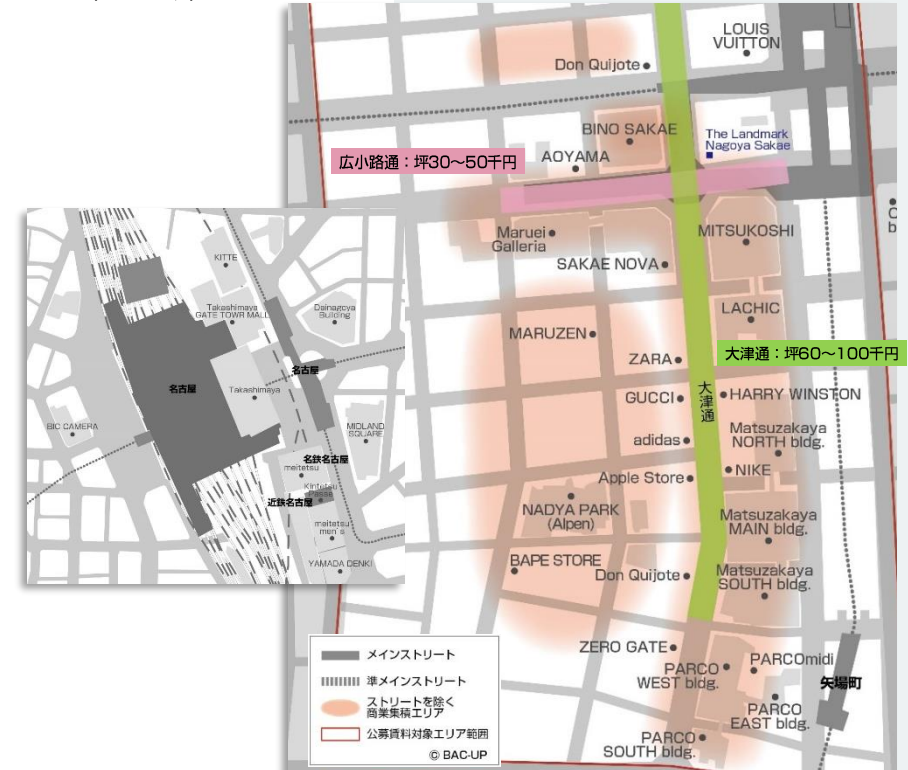 LOUIS
VUITTON
Don Quijote
BINO SAKAE
The Landmark
Nagoya Sakae
AOYAMA
広小路通：坪30～50千円
Maruei
Galleria
MITSUKOSHI
SAKAE NOVA
LACHIC
MARUZEN
大津通：坪60～100千円
ZARA
大津通
GUCCI
HARRY WINSTON
adidas
Matsuzakaya
NORTH bldg.
NIKE
Apple Store
NADYA PARK
(Alpen)
Matsuzakaya
MAIN bldg.
BAPE STORE
Don Quijote
Matsuzakaya
SOUTH bldg.
ZERO GATE
PARCO
WEST bldg.
PARCOmidi
矢場町
PARCO
EAST bldg.
PARCO
SOUTH bldg.
KITTE
Takashimaya
GATE TOWN MALL
Dainagoya
Building
名古屋
名古屋
Takashimaya
BIC CAMERA
MIDLAND
SQUARE
名鉄名古屋
meitetsu
Kintetsu
Passe
近鉄名古屋
meitetsu
men's
YAMADA DENKI
メインストリート
準メインストリート
ストリートを除く
商業集積エリア
公募賃料対象エリア範囲
© BAC-UP